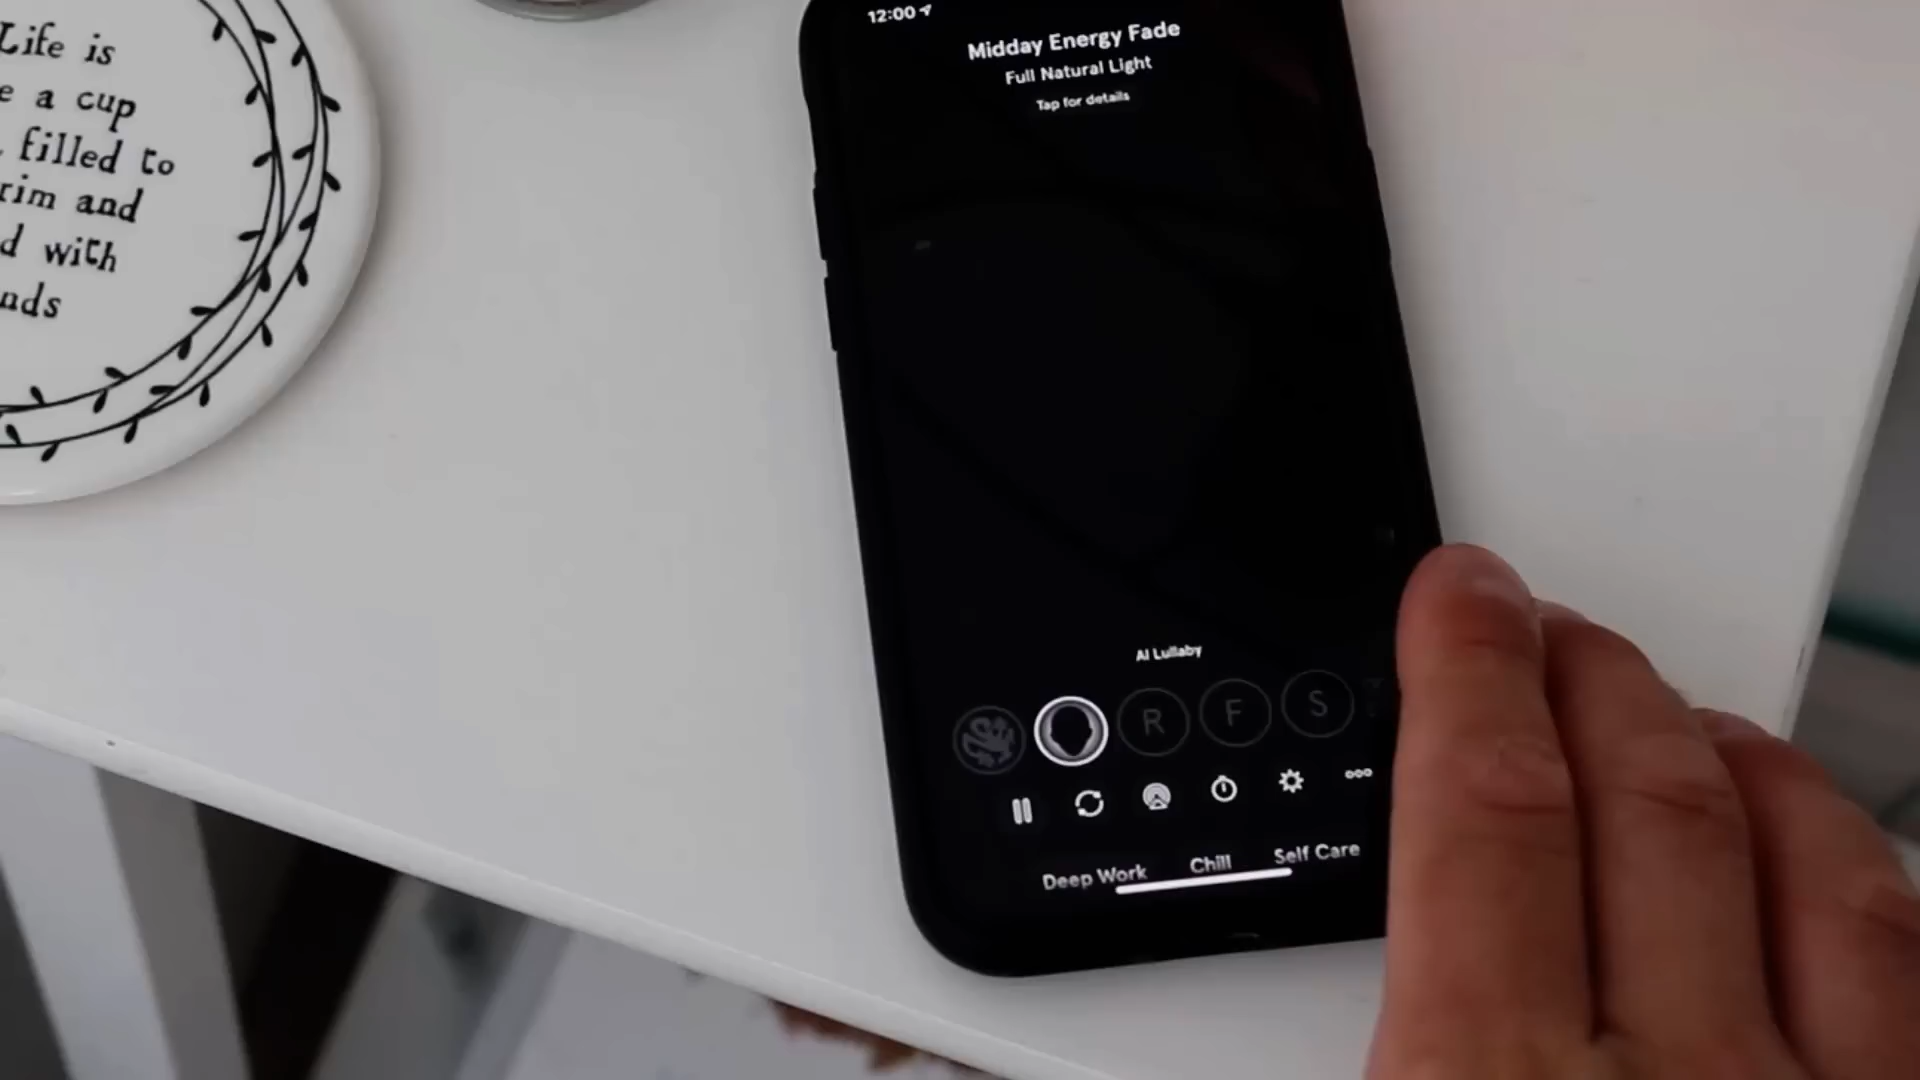 Life is
e a cup
filled to
rim and
d with
nds
12:00
Midday Energy Fade
Full Natural Light
Tap for details
AI Lullaby
R F S
Deep Work Chill Self Care